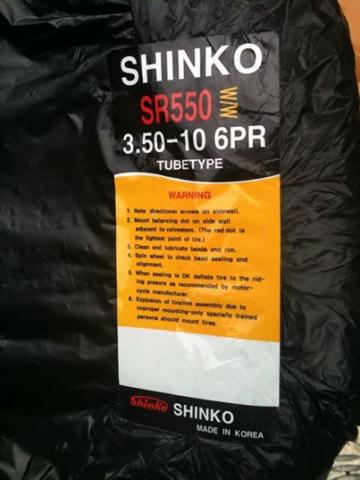 SHINKO
SR550 W/W
3.50-10 6PR
TUBETYPE
WARNING
1. Note directional arrows on sidewall.
2. Mount balancing dot on side wall
adjacent to valvestem. (The red dot is
the lightest point of tire.)
3. Clean and lubricate beads and rim.
4. Spin wheel to check bead sealing and
alignment.
5. When sealing is OK deflate tire to the rid-
ing presure as recommended by motor-
cycle manufacturer.
6. Explosion of tire/rim assembly due to
improper mounting-only specially trained
persons should mount tires.
Shinko SHINKO
MADE IN KOREA